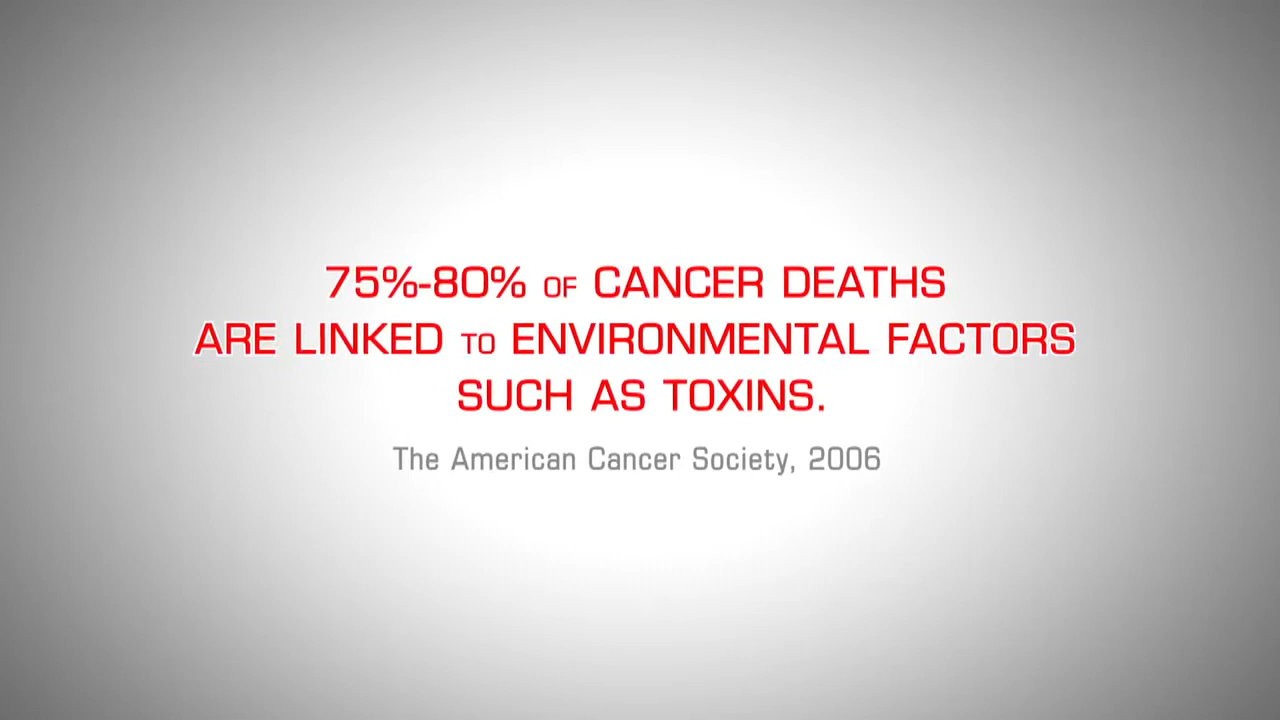 75%-80% OF CANCER DEATHS
ARE LINKED TO ENVIRONMENTAL FACTORS
SUCH AS TOXINS.
The American Cancer Society, 2006